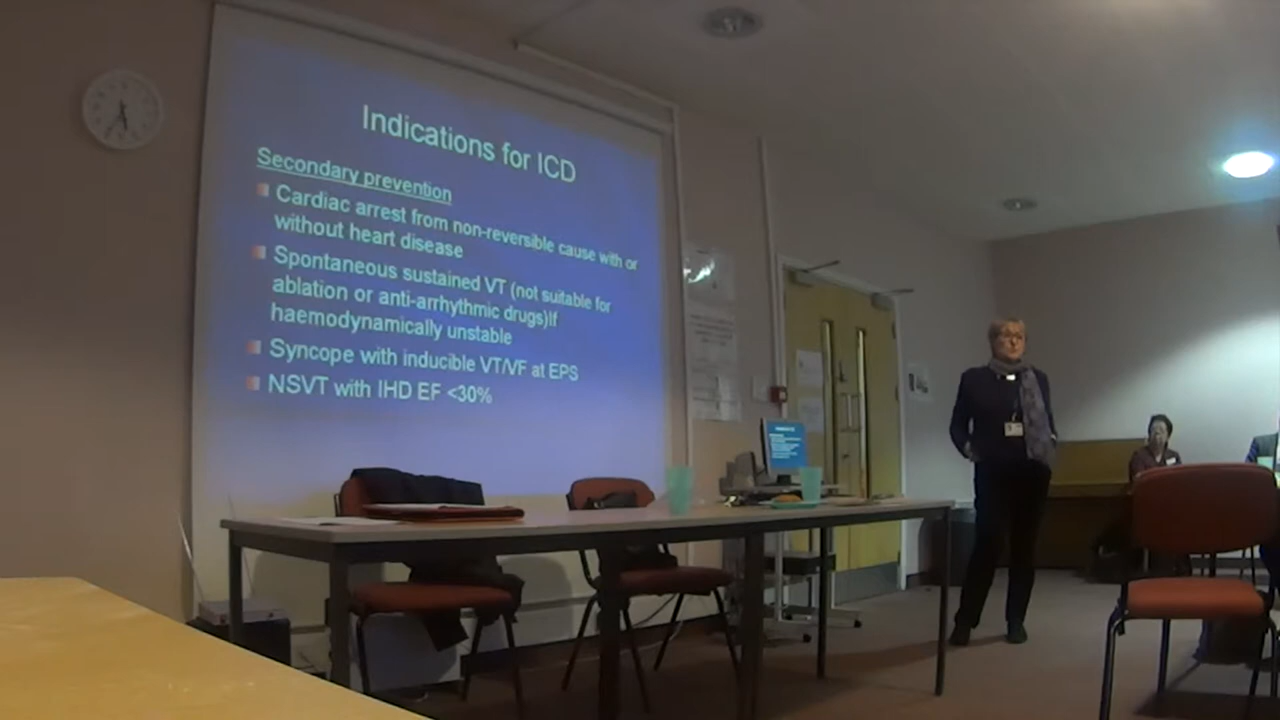 Indications for ICD
Secondary prevention
Cardiac arrest from non-reversible cause with or
without heart disease
Spontaneous sustained VT (not suitable for
ablation or anti-arrhythmic drugs)If
haemodynamically unstable
Syncope with inducible VT/VF at EPS
NSVT with IHD EF <30%